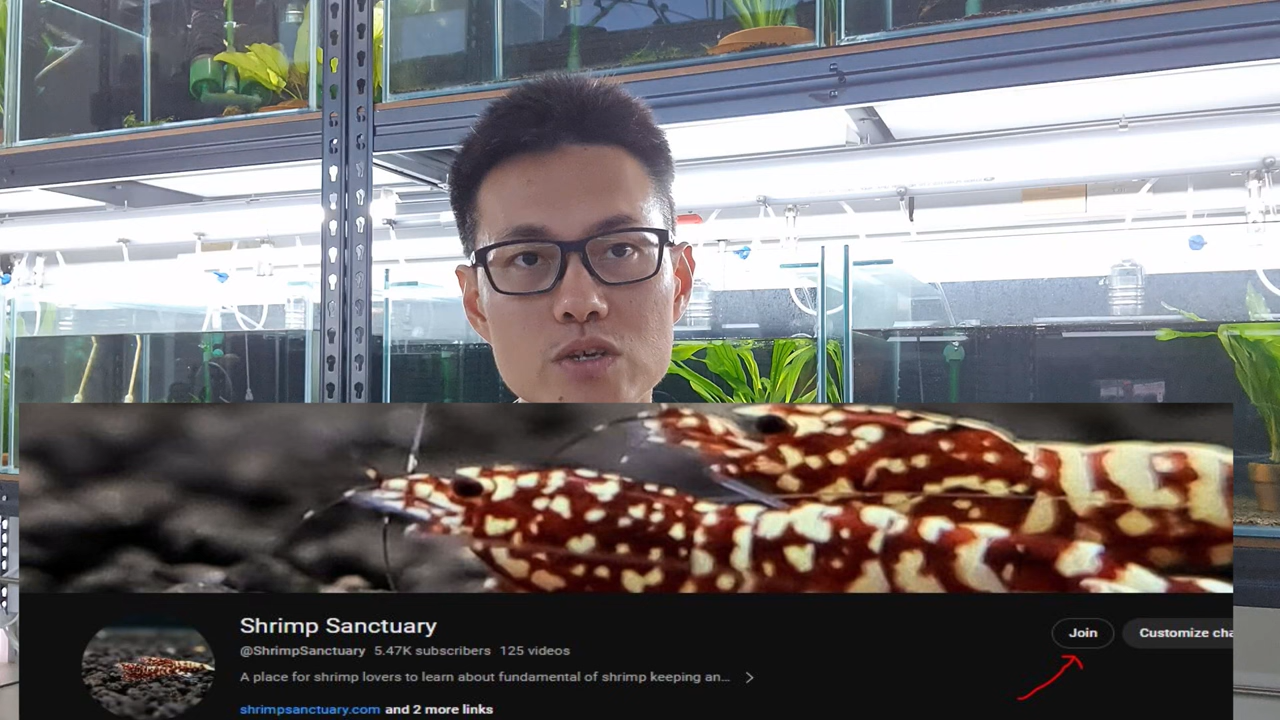 Shrimp Sanctuary
@ShrimpSanctuary 5.47K subscribers 125 videos
A place for shrimp lovers to learn about fundamental of shrimp keeping an...
shrimpsanctuary.com and 2 more links
Join
Customize cha